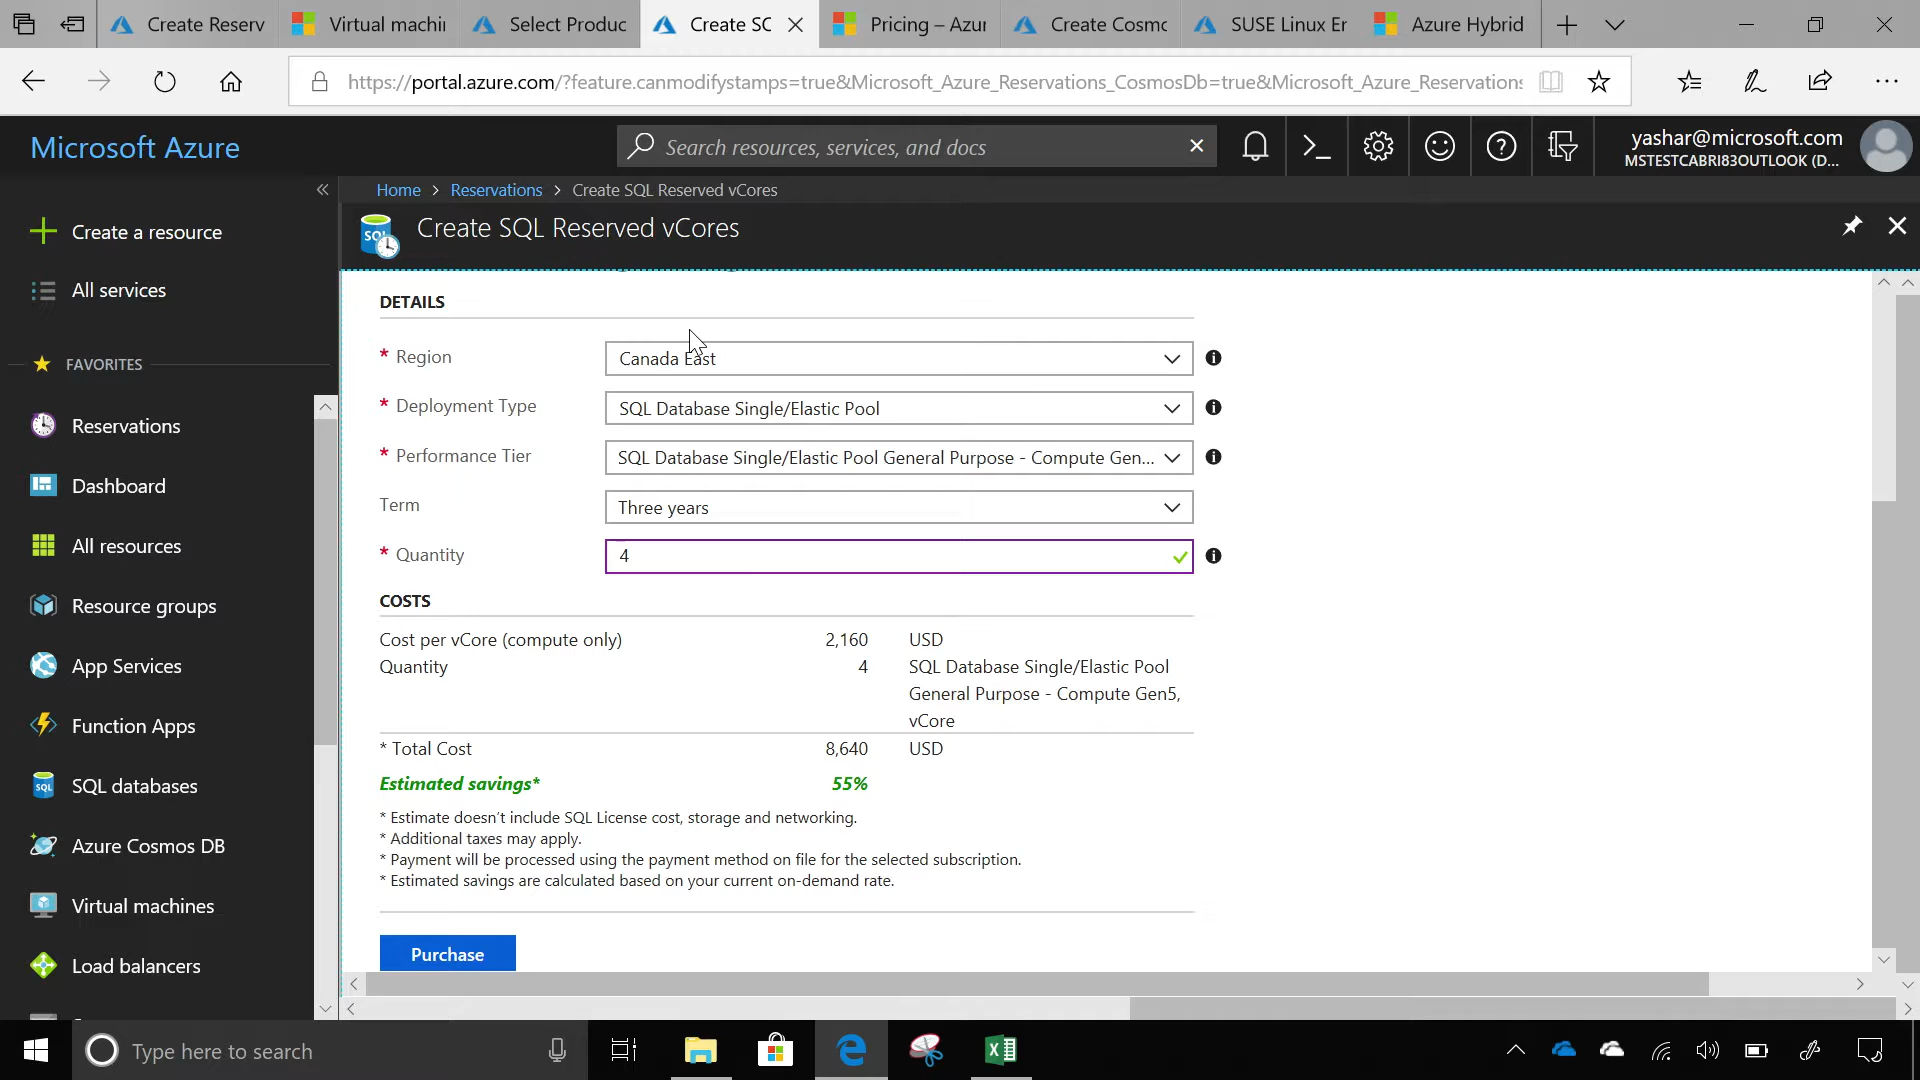 Create Reserv
Virtual machin
Select Produc
Create SC
Pricing – Azur
Create Cosmo
SUSE Linux Er
Azure Hybrid
https://portal.azure.com/?feature.canmodifystamps=true&Microsoft_Azure_Reservations_CosmosDb=true&Microsoft_Azure_Reservations
Microsoft Azure
Search resources, services, and docs
yashar@microsoft.com
MSTESTCABRI83OUTLOOK (D...
Home > Reservations > Create SQL Reserved vCores
Create SQL Reserved vCores
Create a resource
All services
FAVORITES
Reservations
Dashboard
All resources
Resource groups
App Services
Function Apps
SQL databases
Azure Cosmos DB
Virtual machines
Load balancers
DETAILS
* Region
Canada East
* Deployment Type
SQL Database Single/Elastic Pool
* Performance Tier
SQL Database Single/Elastic Pool General Purpose - Compute Gen...
Term
Three years
* Quantity
4
COSTS
Cost per vCore (compute only) 2,160 USD
Quantity 4 SQL Database Single/Elastic Pool
General Purpose - Compute Gen5,
vCore
* Total Cost 8,640 USD
Estimated savings* 55%
* Estimate doesn't include SQL License cost, storage and networking.
* Additional taxes may apply.
* Payment will be processed using the payment method on file for the selected subscription.
* Estimated savings are calculated based on your current on-demand rate.
Purchase
Type here to search